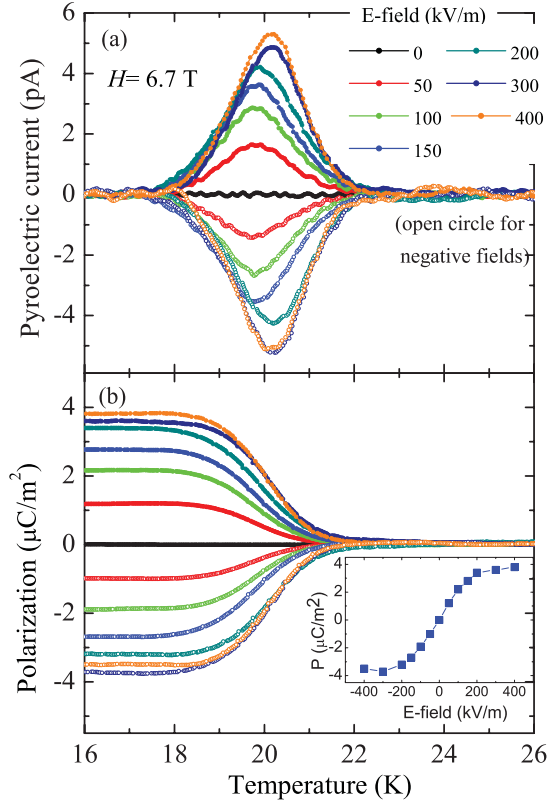 E-field (kV/m)
(a)
H= 6.7 T
0
50
100
150
200
300
400
(open circle for
negative fields)
Pyroelectric current (pA)
6
4
2
0
-2
-4
(b)
Polarization (μC/m²)
4
2
0
-2
-4
P (μC/m2)
4
2
0
-2
-4
-400 -200 0 200 400
E-field (kV/m)
16 18 20 22 24 26
Temperature (K)